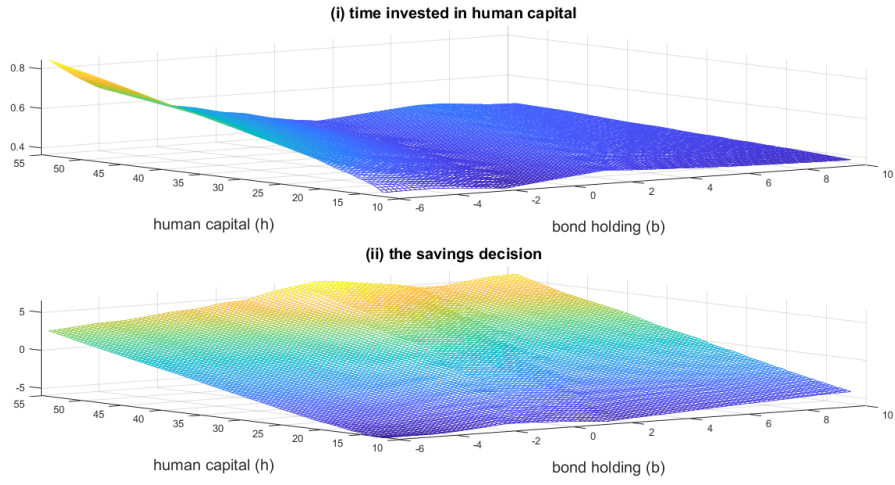 (i) time invested in human capital
0.8
0.6
0.4
55 50 45 40 35 30 25 20 15 10
-6 -4 -2 0 2 4 6 8 10
human capital (h)
bond holding (b)
(ii) the savings decision
5
0
-5
55 50 45 40 35 30 25 20 15 10
-6 -4 -2 0 2 4 6 8 10
human capital (h)
bond holding (b)